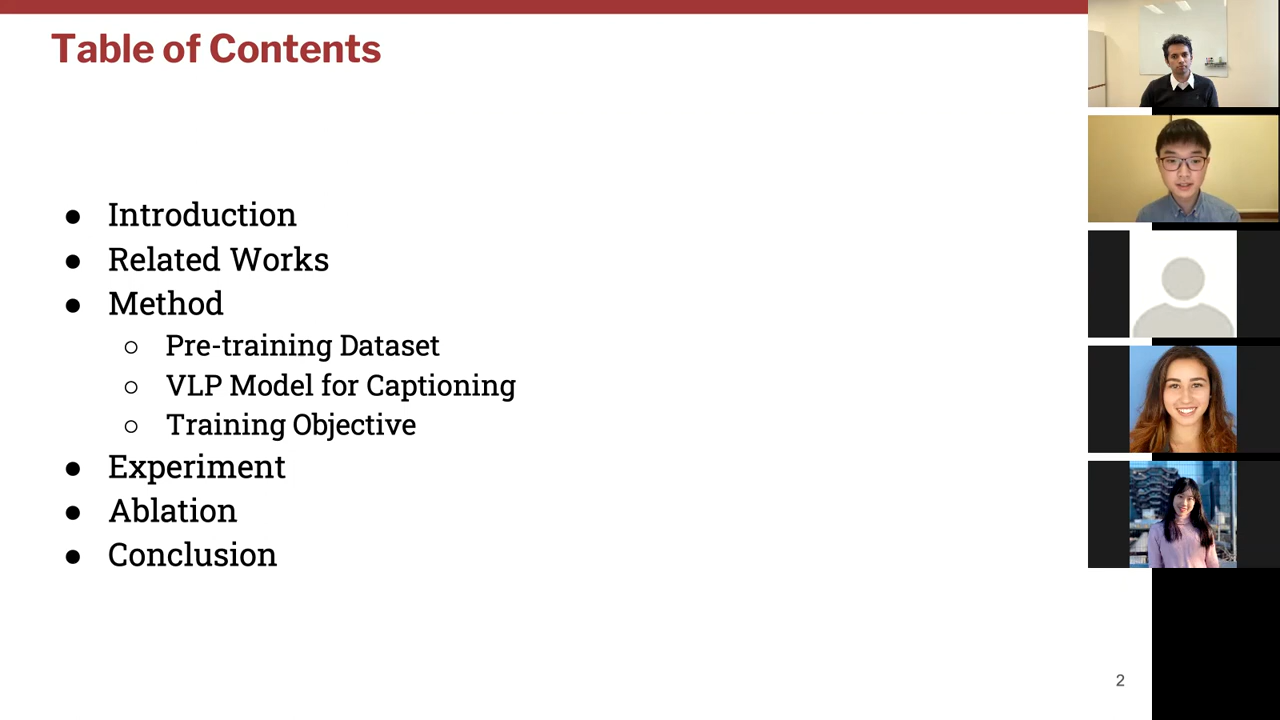 Table of Contents
● Introduction
● Related Works
● Method
○ Pre-training Dataset
○ VLP Model for Captioning
○ Training Objective
● Experiment
● Ablation
● Conclusion
2